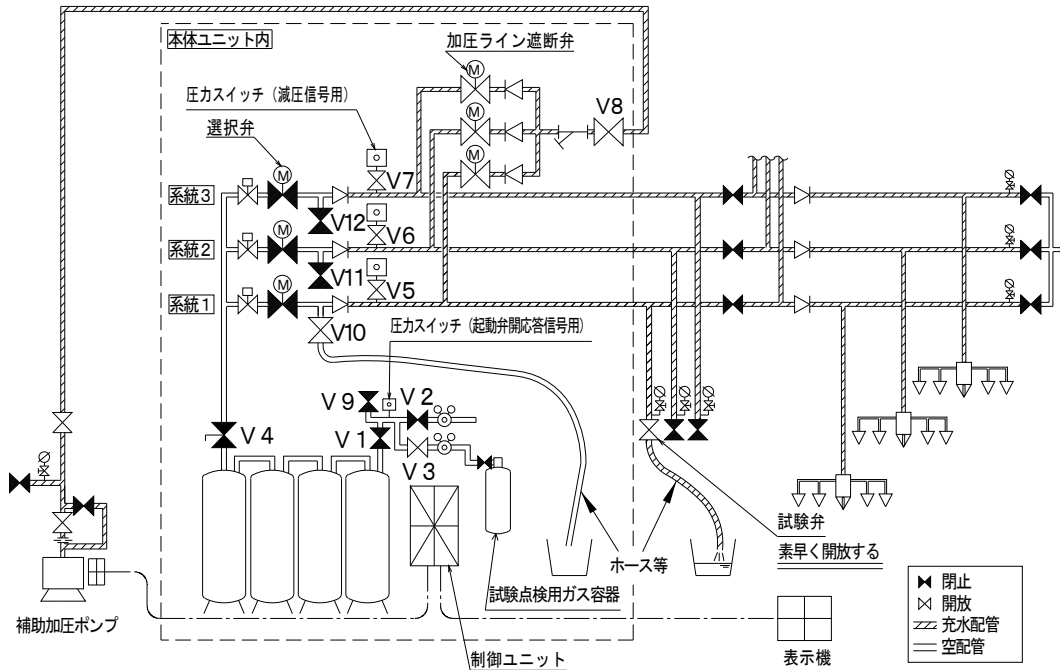 本体ユニット内
加圧ライン遮断弁
M
圧力スイッチ（減圧信号用）
V8
選択弁
M
M
M
V7
系統3
V12
V6
M
系統2
V11
V5
M
系統1
V10
圧力スイッチ（起動弁開応答信号用）
V9
V2
V4
V1
V3
試験弁
素早く開放する
ホース等
試験点検用ガス容器
閉止
開放
充水配管
空配管
補助加圧ポンプ
制御ユニット
表示機